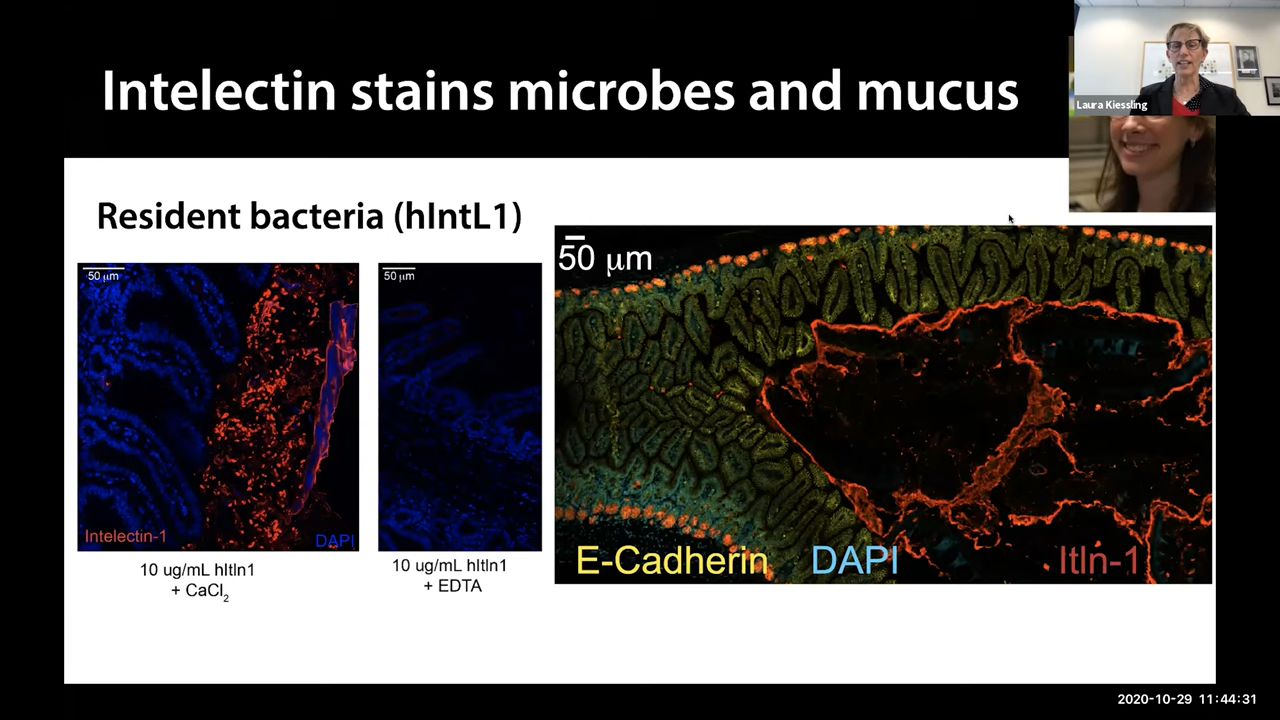 Intelectin stains microbes and mucus
Laura Kiessling
Resident bacteria (hIntL1)
50 μm
50 μm
50 μm
Intelectin-1
DAPI
E-Cadherin
DAPI
Itln-1
10 ug/mL hItln1
+ CaCl₂
10 ug/mL hItln1
+ EDTA
2020-10-29 11:44:31